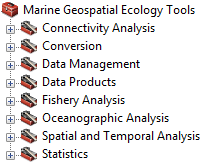 Marine Geospatial Ecology Tools
Connectivity Analysis
Conversion
Data Management
Data Products
Fishery Analysis
Oceanographic Analysis
Spatial and Temporal Analysis
Statistics